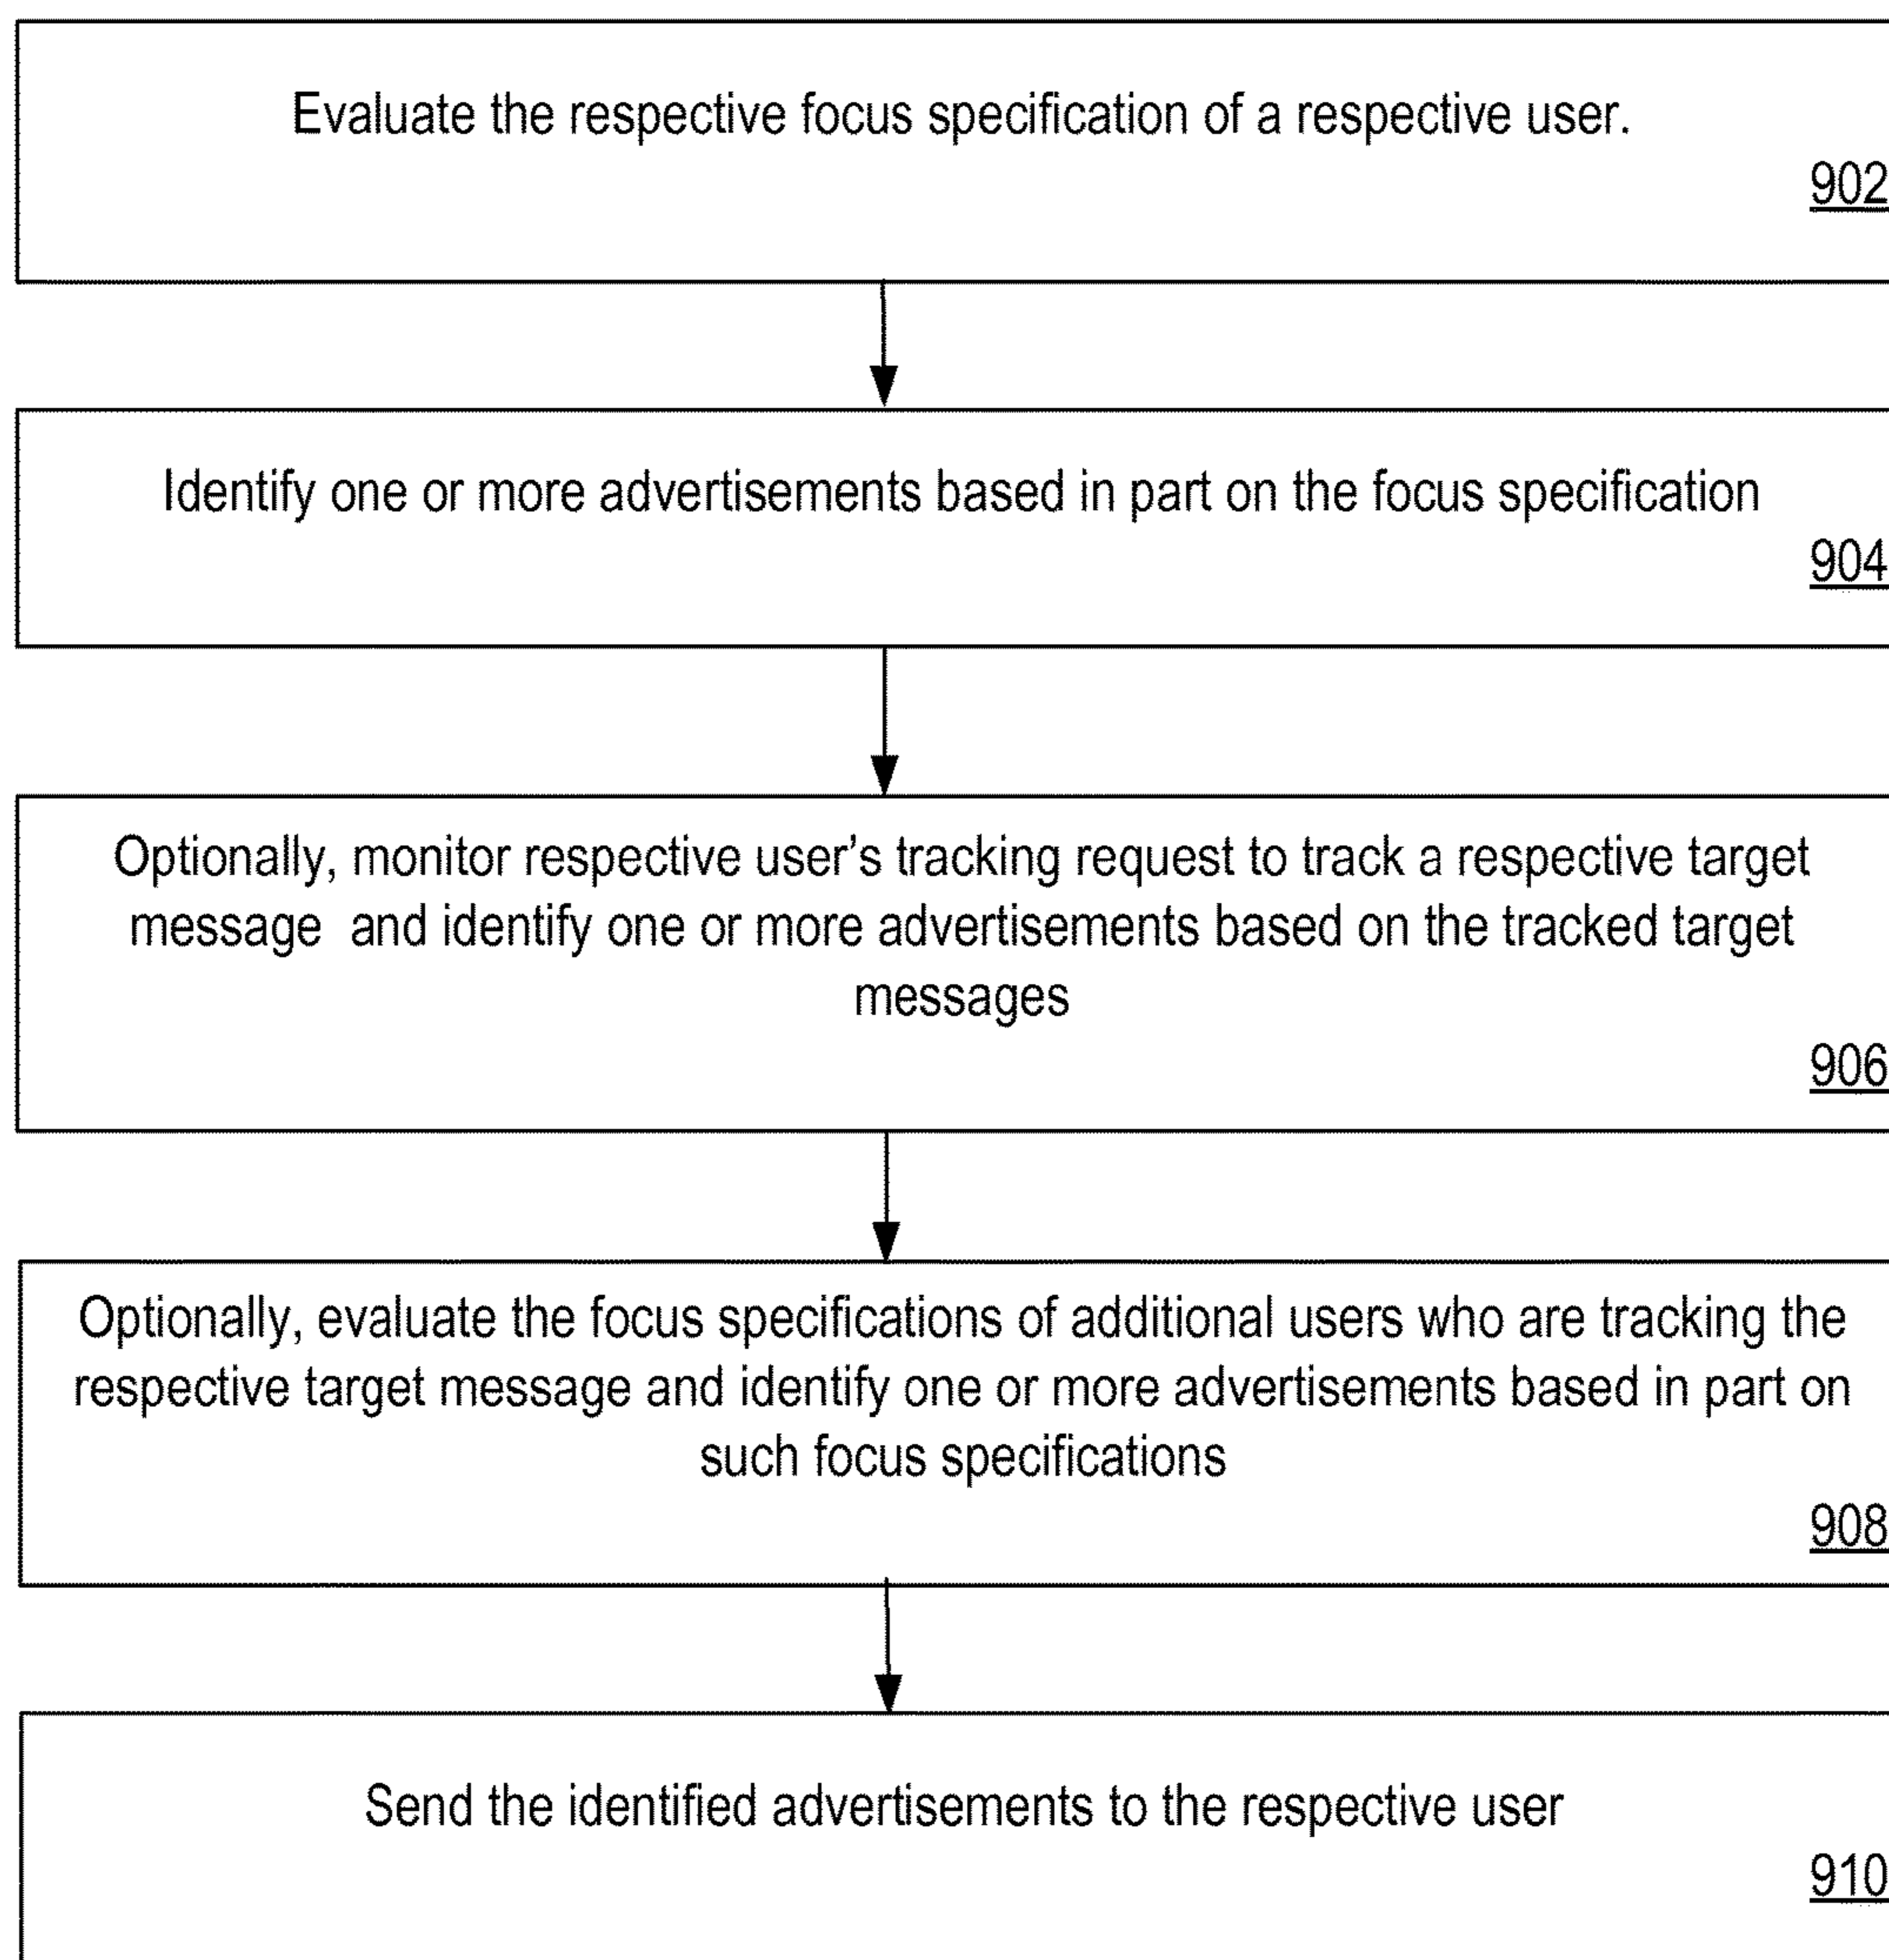 Evaluate the respective focus specification of a respective user.
902
Identify one or more advertisements based in part on the focus specification
904
Optionally, monitor respective user's tracking request to track a respective target
message and identify one or more advertisements based on the tracked target
messages
906
Optionally, evaluate the focus specifications of additional users who are tracking the
respective target message and identify one or more advertisements based in part on
such focus specifications
908
Send the identified advertisements to the respective user
910